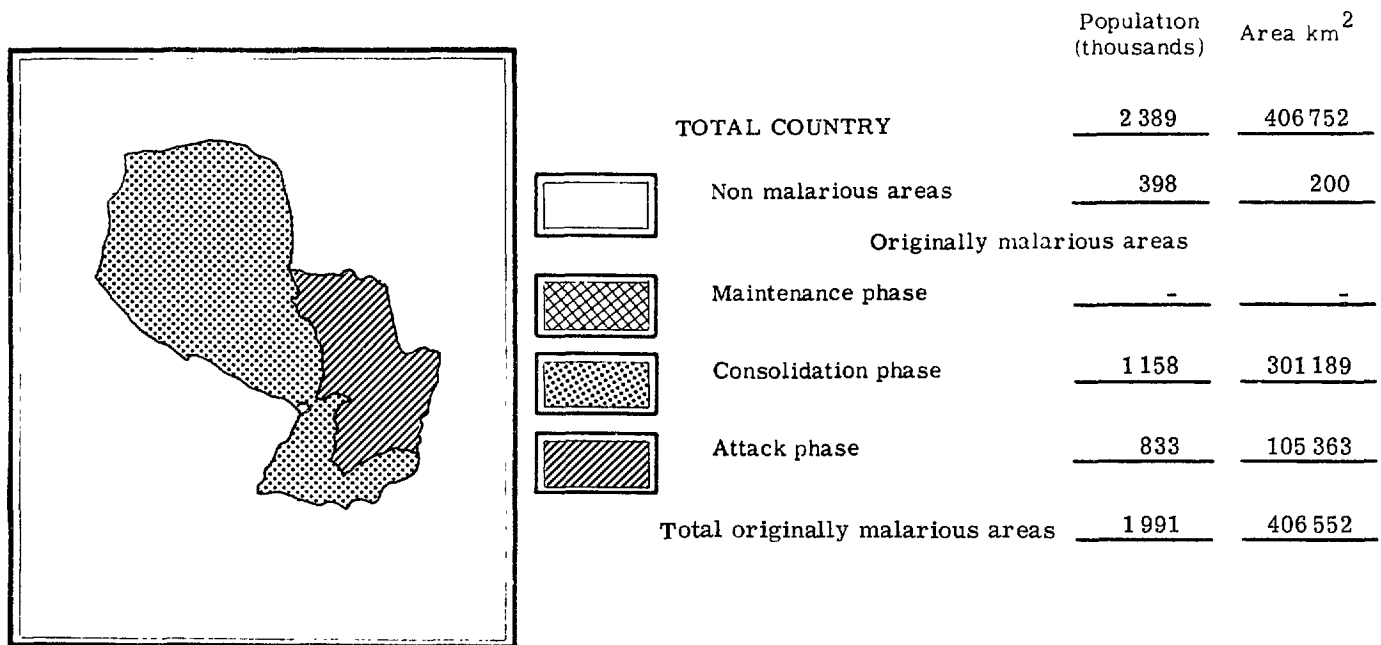 Population (thousands) Area km²
TOTAL COUNTRY 2 389 406 752
Non malarious areas 398 200
Originally malarious areas
Maintenance phase - -
Consolidation phase 1 158 301 189
Attack phase 833 105 363
Total originally malarious areas 1 991 406 552